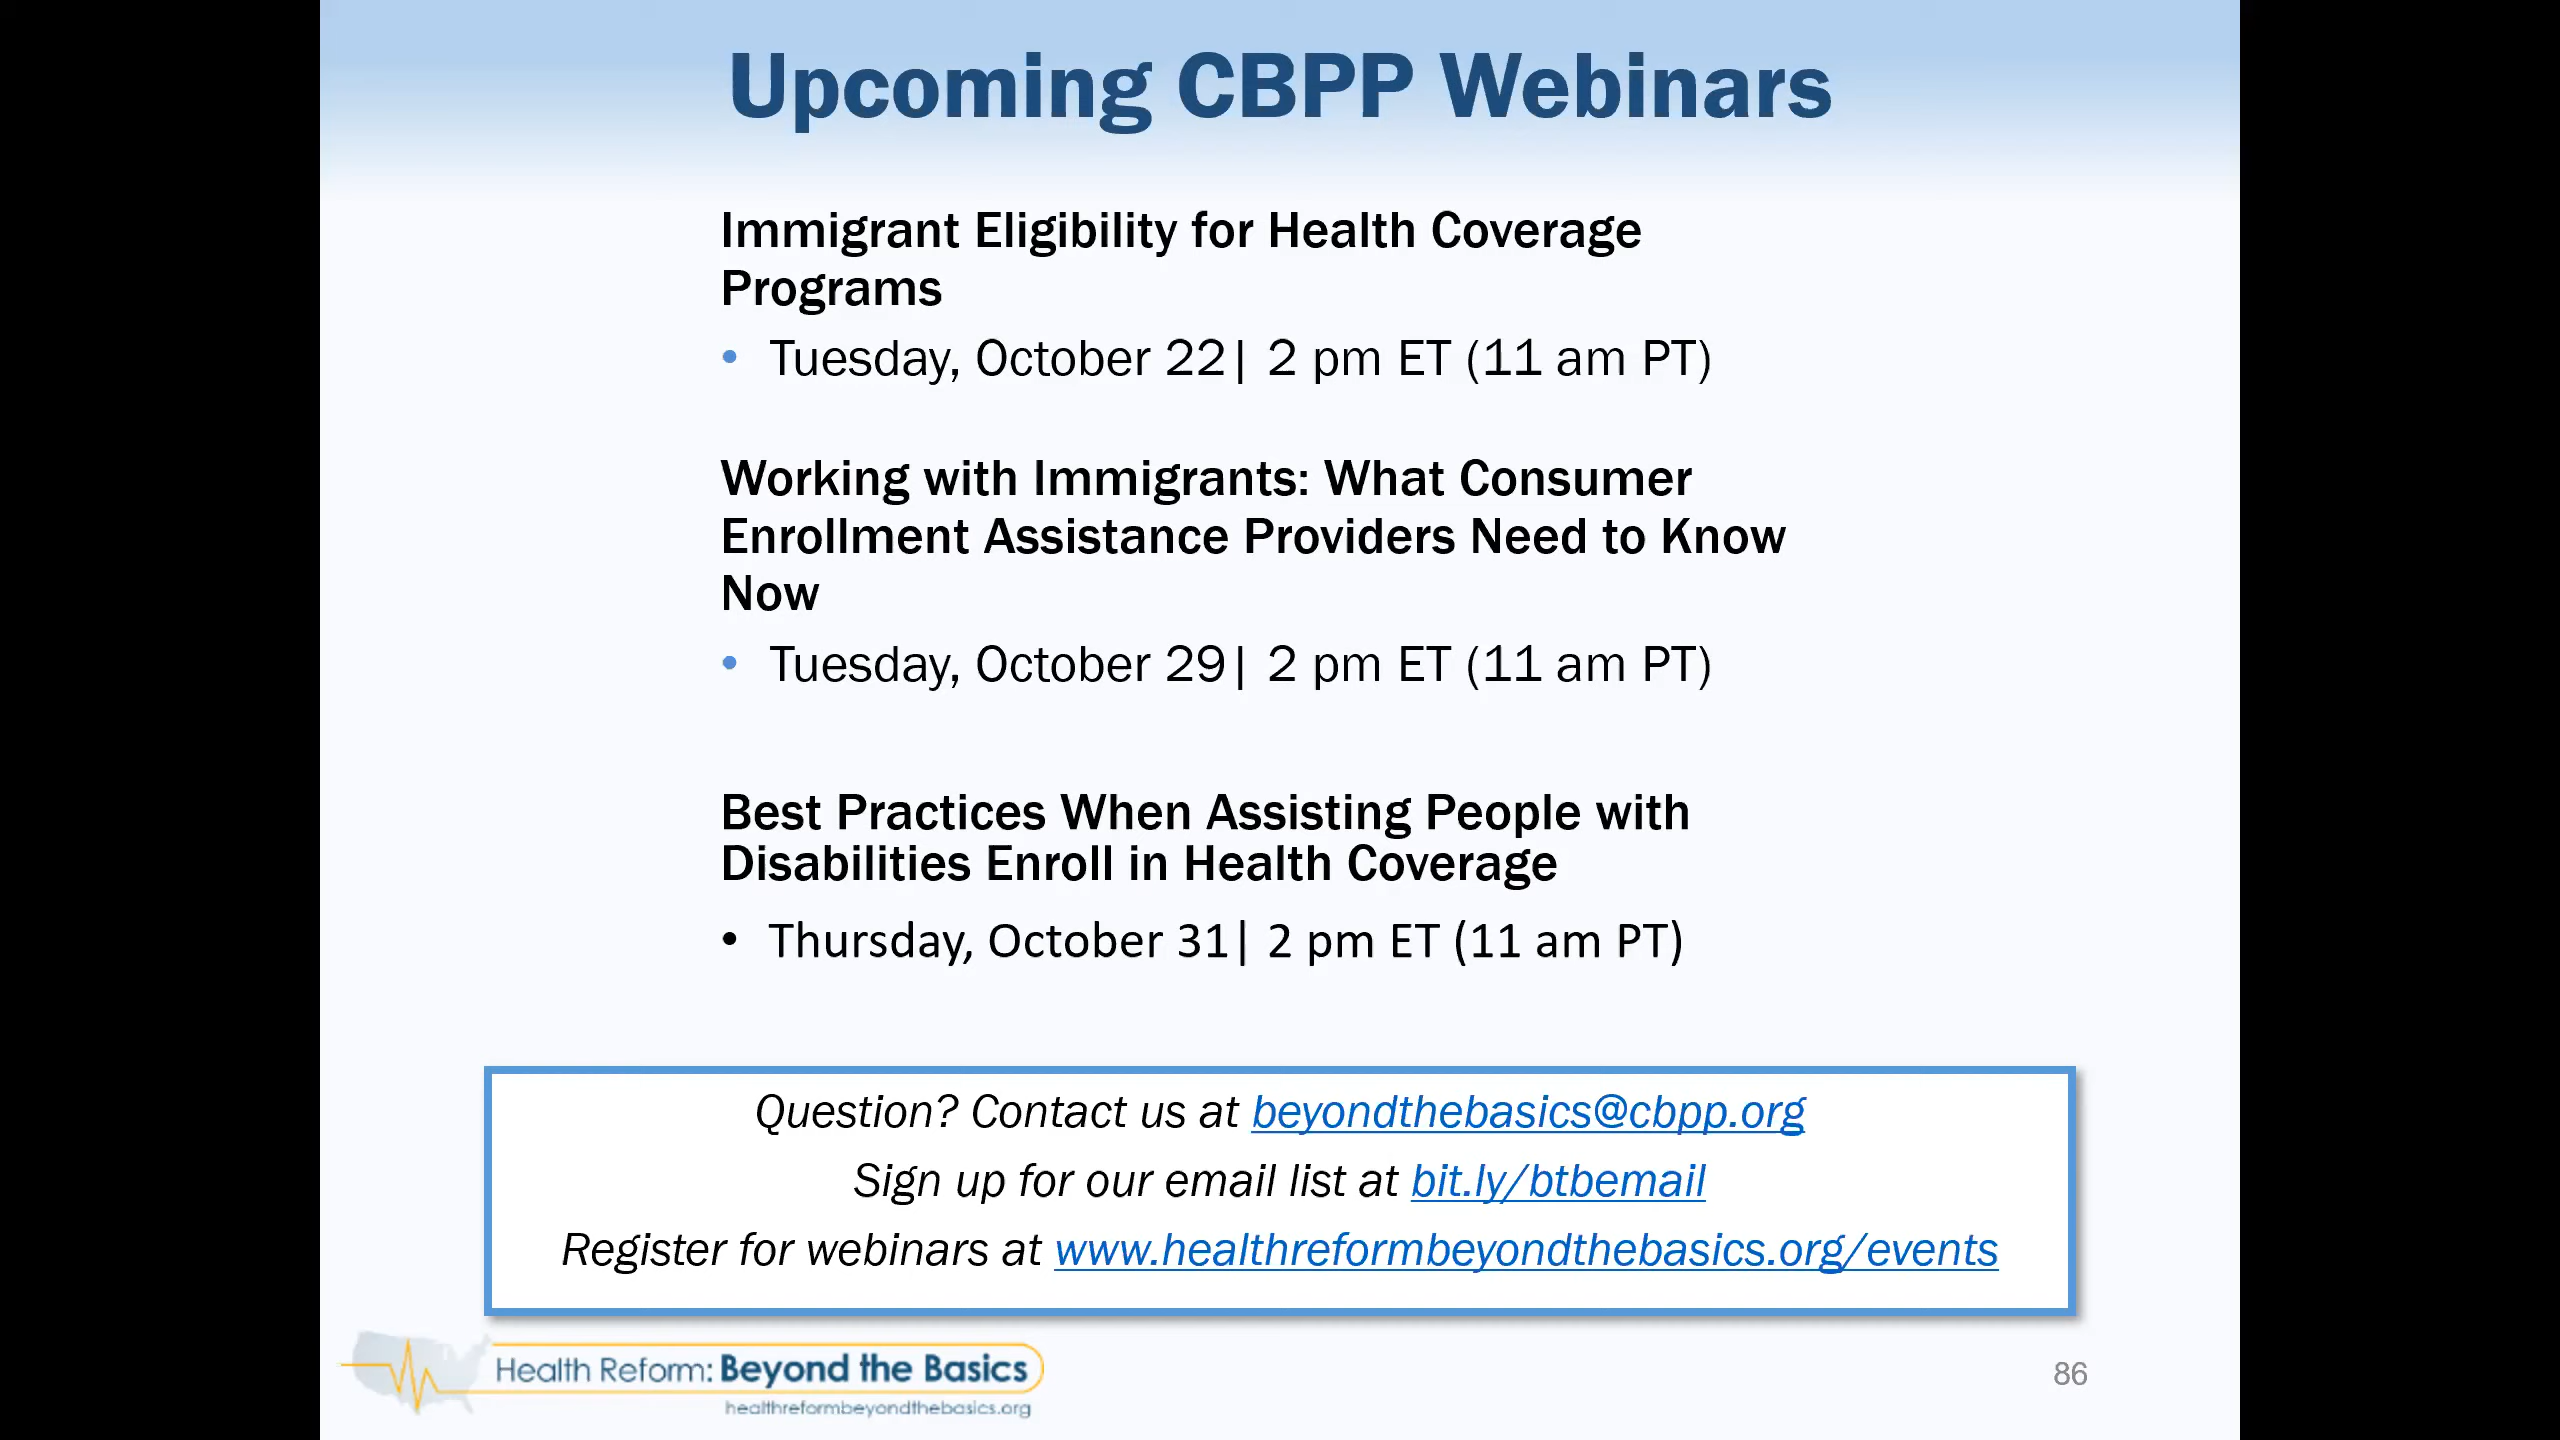 Upcoming CBPP Webinars
Immigrant Eligibility for Health Coverage
Programs
• Tuesday, October 22| 2 pm ET (11 am PT)
Working with Immigrants: What Consumer
Enrollment Assistance Providers Need to Know
Now
• Tuesday, October 29| 2 pm ET (11 am PT)
Best Practices When Assisting People with
Disabilities Enroll in Health Coverage
• Thursday, October 31| 2 pm ET (11 am PT)
Question? Contact us at beyondthebasics@cbpp.org
Sign up for our email list at bit.ly/btbemail
Register for webinars at www.healthreformbeyondthebasics.org/events
Health Reform: Beyond the Basics
healthreformbeyondthebasics.org
86